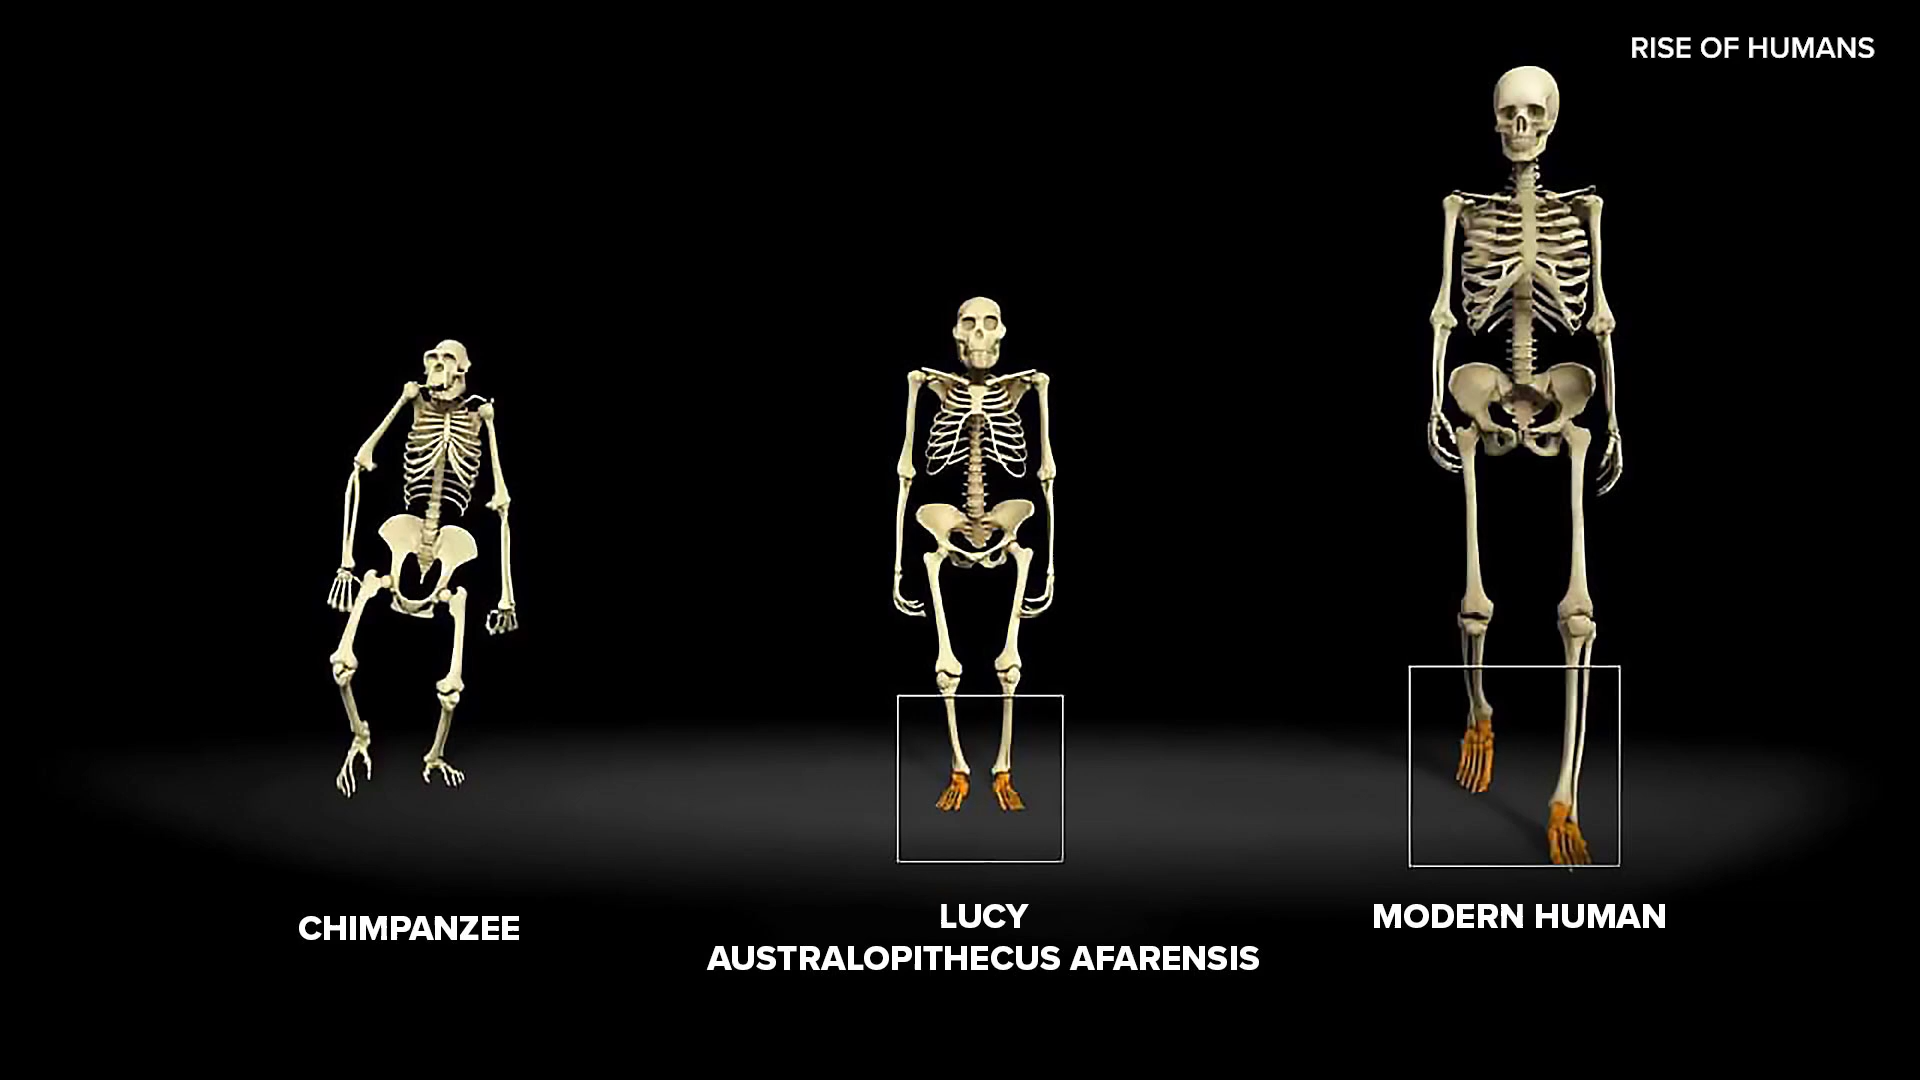 RISE OF HUMANS
CHIMPANZEE
LUCY
AUSTRALOPITHECUS AFARENSIS
MODERN HUMAN